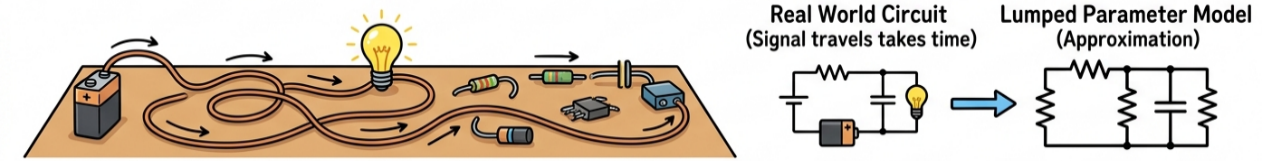 Real World Circuit
(Signal travels takes time)
Lumped Parameter Model
(Approximation)
+
+